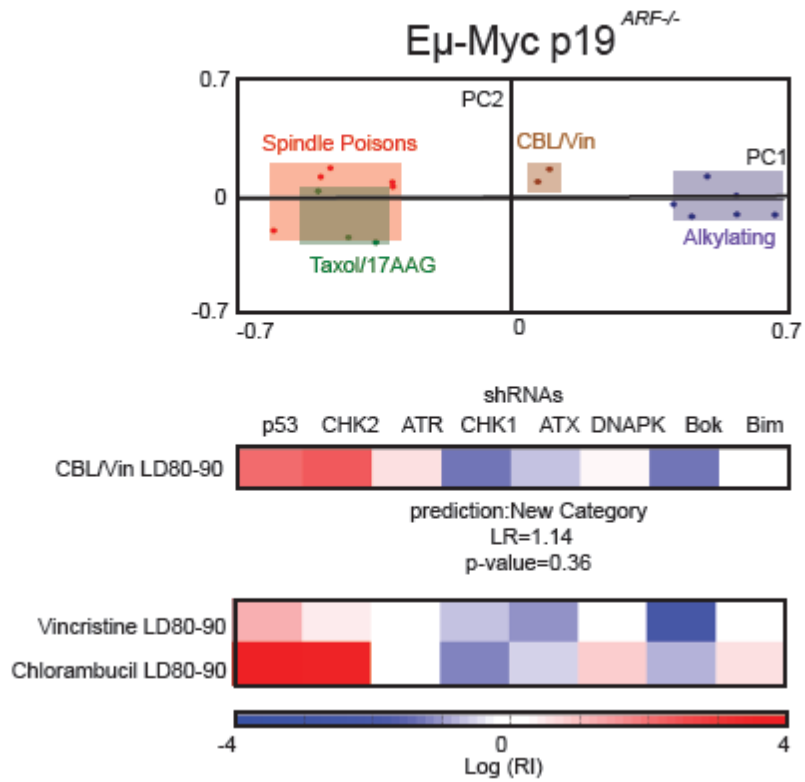 Eµ-Myc p19 ARF-/-
0.7
PC2
Spindle Poisons
CBL/Vin
PC1
0
Taxol/17AAG
Alkylating
-0.7
-0.7 0 0.7
shRNAs
p53 CHK2 ATR CHK1 ATX DNAPK Bok Bim
CBL/Vin LD80-90
prediction:New Category
LR=1.14
p-value=0.36
Vincristine LD80-90
Chlorambucil LD80-90
-4 0 4
Log (RI)